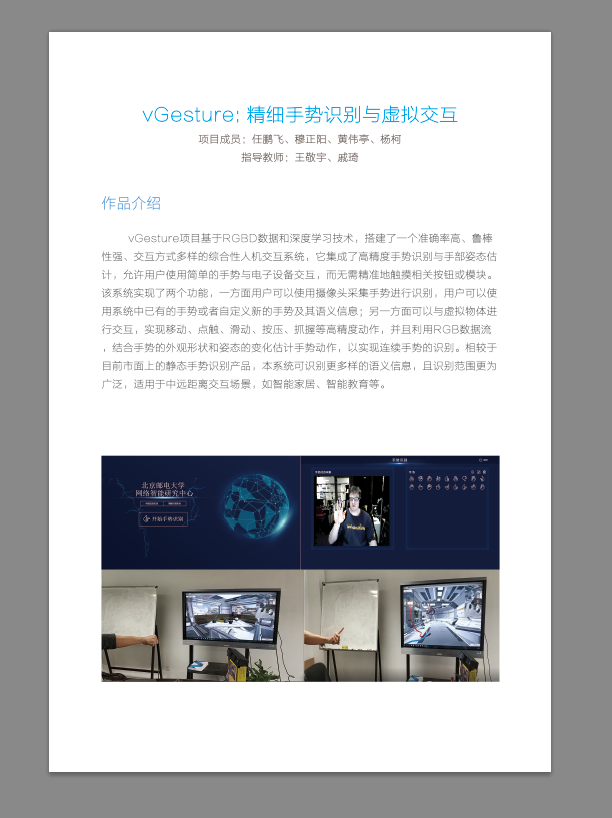 vGesture: 精细手势识别与虚拟交互
项目成员：任鹏飞、穆正阳、黄伟亭、杨柯
指导教师：王敬宇、戚琦
作品介绍
vGesture项目基于RGBD数据和深度学习技术，搭建了一个准确率高、鲁棒
性强、交互方式多样的综合性人机交互系统，它集成了高精度手势识别与手部姿态估
计，允许用户使用简单的手势与电子设备交互，而无需精准地触摸相关按钮或模块。
该系统实现了两个功能，一方面用户可以使用摄像头采集手势进行识别，用户可以使
用系统中已有的手势或者自定义新的手势及其语义信息；另一方面可以与虚拟物体进
行交互，实现移动、点触、滑动、按压、抓握等高精度动作，并且利用RGB数据流
，结合手势的外观形状和姿态的变化估计手势动作，以实现连续手势的识别。相较于
目前市面上的静态手势识别产品，本系统可识别更多样的语义信息，且识别范围更为
广泛，适用于中远距离交互场景，如智能家居、智能教育等。
北京邮电大学
网络智能研究中心
开始手势识别
手势识别